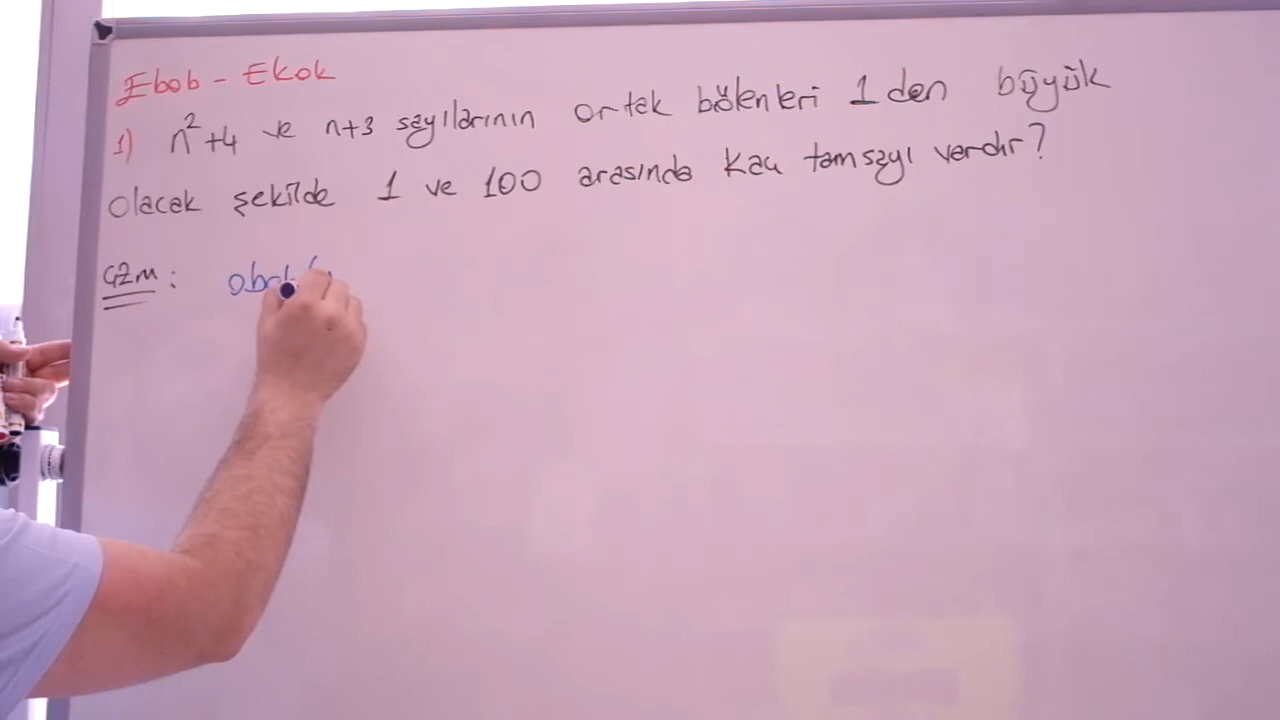 Ebob - Ekok
1) n²+4 ve n+3 sayılarının ortak bölenleri 1 den büyük
olacak şekilde 1 ve 100 arasında kaç tamsayı vardır?
ÇZM :